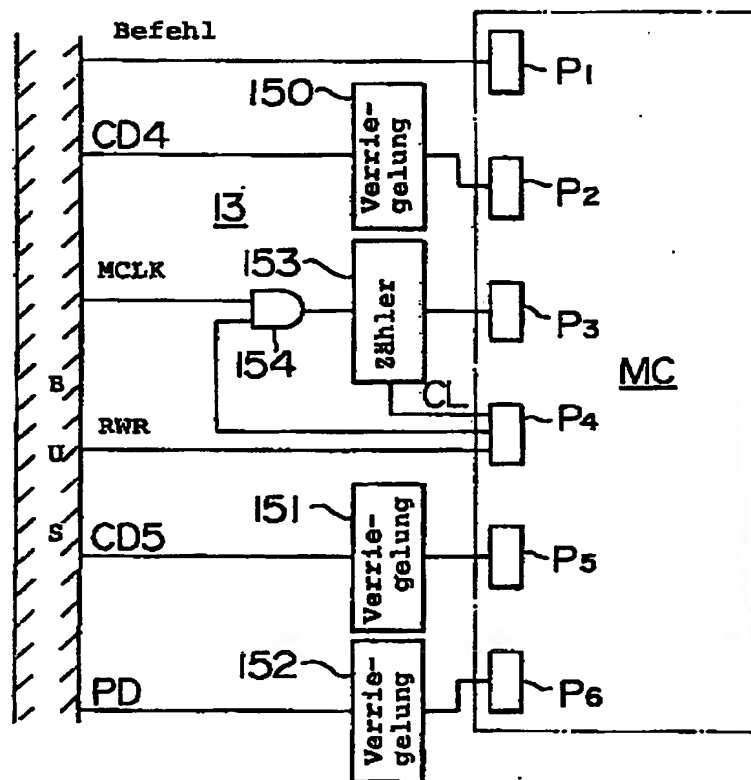 Befehl
P1
150
CD4
Verrie-
gelung
P2
13
153
MCLK
Zähler
P3
154
MC
B
CL
P4
RWR
U
151
S
CD5
Verrie-
gelung
P5
152
PD
Verrie-
gelung
P6